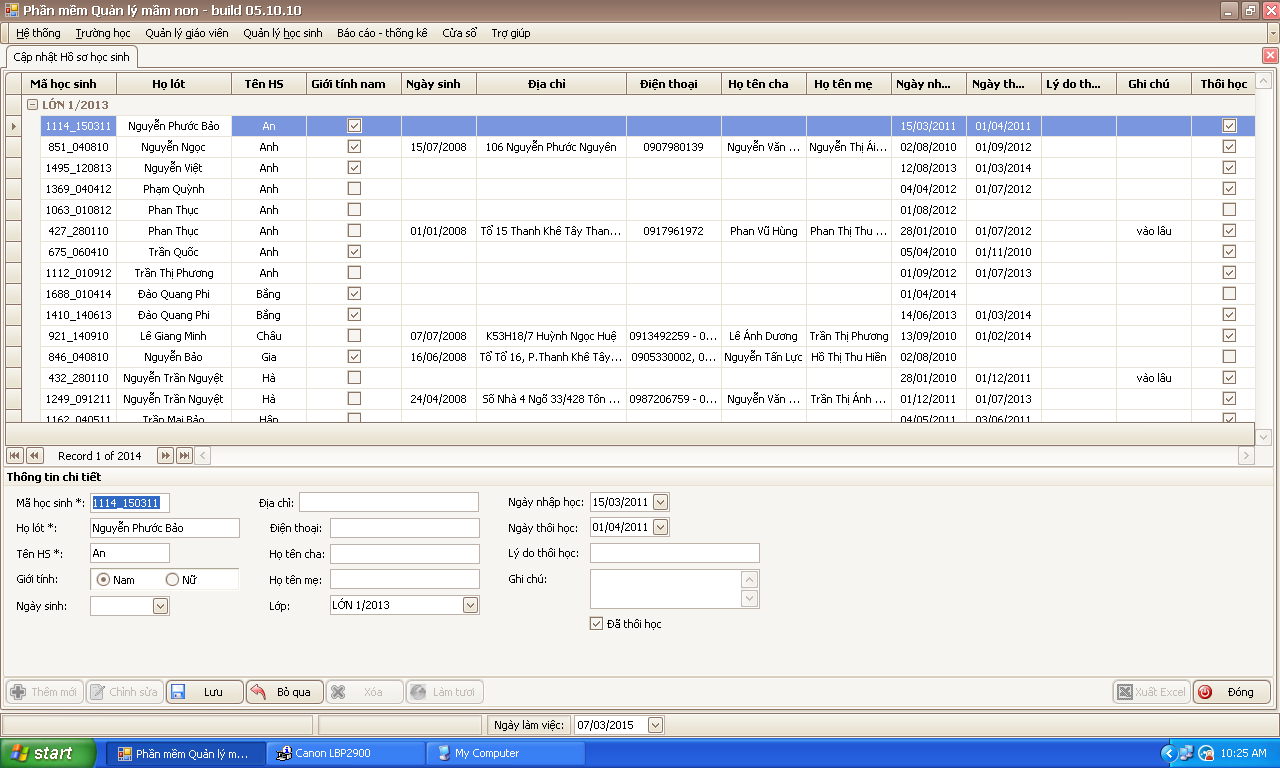 Phần mềm Quản lý mầm non - build 05.10.10
Hệ thống Trường học Quản lý giáo viên Quản lý học sinh Báo cáo - thống kê Cửa sổ Trợ giúp
Cập nhật Hồ sơ học sinh
Mã học sinh Họ lót Tên HS Giới tính nam Ngày sinh Địa chỉ Điện thoại Họ tên cha Họ tên mẹ Ngày nh... Ngày th... Lý do th... Ghi chú Thôi học
LỚN 1/2013
1114_150311 Nguyễn Phước Bảo An 15/03/2011 01/04/2011
851_040810 Nguyễn Ngọc Anh 15/07/2008 106 Nguyễn Phước Nguyên 0907980139 Nguyễn Văn ... Nguyễn Thị Ái... 02/08/2010 01/09/2012
1495_120813 Nguyễn Việt Anh 12/08/2013 01/03/2014
1369_040412 Phạm Quỳnh Anh 04/04/2012 01/07/2012
1063_010812 Phan Thục Anh 01/08/2012
427_280110 Phan Thục Anh 01/01/2008 Tổ 15 Thanh Khê Tây Than... 0917961972 Phan Vũ Hùng Phan Thị Thu ... 28/01/2010 01/07/2012 vào lâu
675_060410 Trần Quốc Anh 05/04/2010 01/11/2010
1112_010912 Trần Thị Phương Anh 01/09/2012 01/07/2013
1688_010414 Đào Quang Phi Bằng 01/04/2014
1410_140613 Đào Quang Phi Bằng 14/06/2013 01/03/2014
921_140910 Lê Giang Minh Châu 07/07/2008 K53H18/7 Huỳnh Ngọc Huệ 0913492259 - 0... Lê Ánh Dương Trần Thị Phương 13/09/2010 01/02/2014
846_040810 Nguyễn Bảo Gia 16/06/2008 Tổ Tổ 16, P.Thanh Khê Tây... 0905330002, 0... Nguyễn Tấn Lực Hồ Thị Thu Hiền 02/08/2010
432_280110 Nguyễn Trần Nguyệt Hà 28/01/2010 01/12/2011 vào lâu
1249_091211 Nguyễn Trần Nguyệt Hà 24/04/2008 Số Nhà 4 Ngõ 33/428 Tôn ... 0987206759 - 0... Nguyễn Văn ... Trần Thị Ánh ... 01/12/2011 01/07/2013
1162_040511 Trần Mai Bảo Hân 04/05/2011 03/06/2011
Record 1 of 2014
Thông tin chi tiết
Mã học sinh *: 1114_150311 Địa chỉ: Ngày nhập học: 15/03/2011
Họ lót *: Nguyễn Phước Bảo Điện thoại: Ngày thôi học: 01/04/2011
Tên HS *: An Họ tên cha: Lý do thôi học:
Giới tính: Nam Nữ Họ tên mẹ: Ghi chú:
Ngày sinh: Lớp: LỚN 1/2013
Đã thôi học
Thêm mới Chỉnh sửa Lưu Bỏ qua Xóa Làm tươi Xuất Excel Đóng
Ngày làm việc: 07/03/2015
start Phần mềm Quản lý m... Canon LBP2900 My Computer 10:25 AM